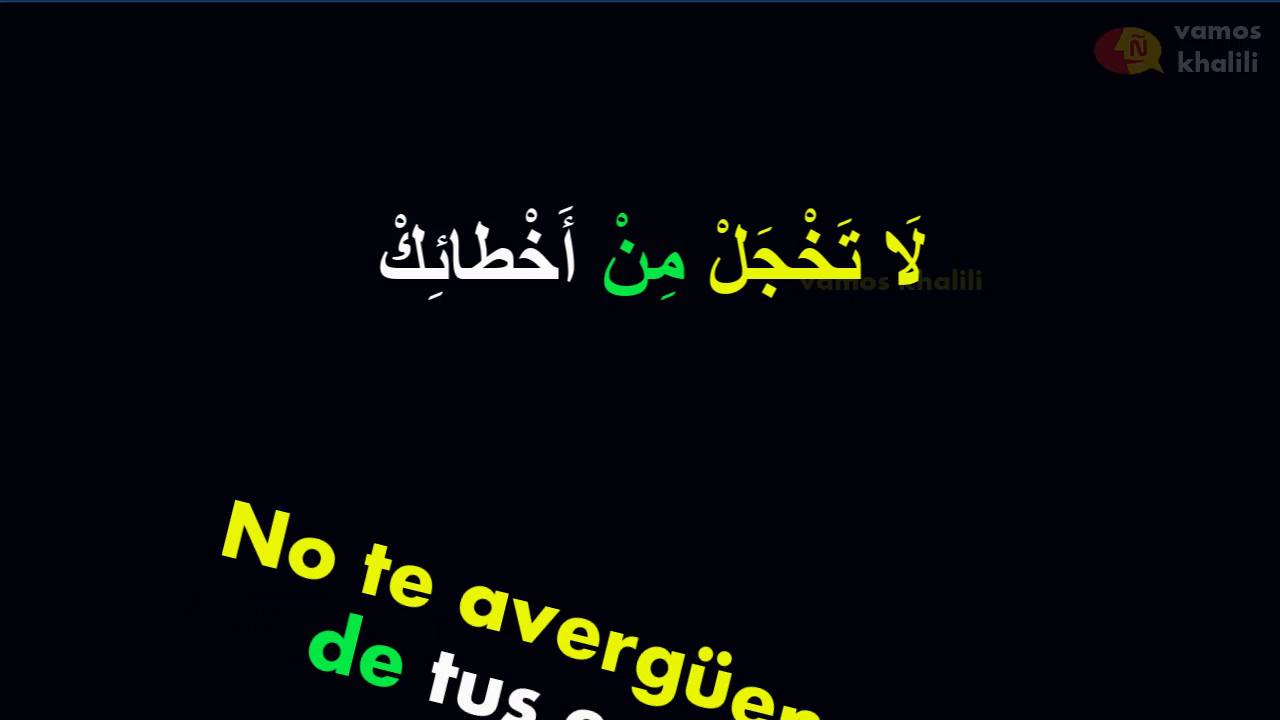 vamos
khalili
لَا تَخْجَلْ مِنْ أَخْطائِكْ
vamos khalili
No te avergüen
de tus